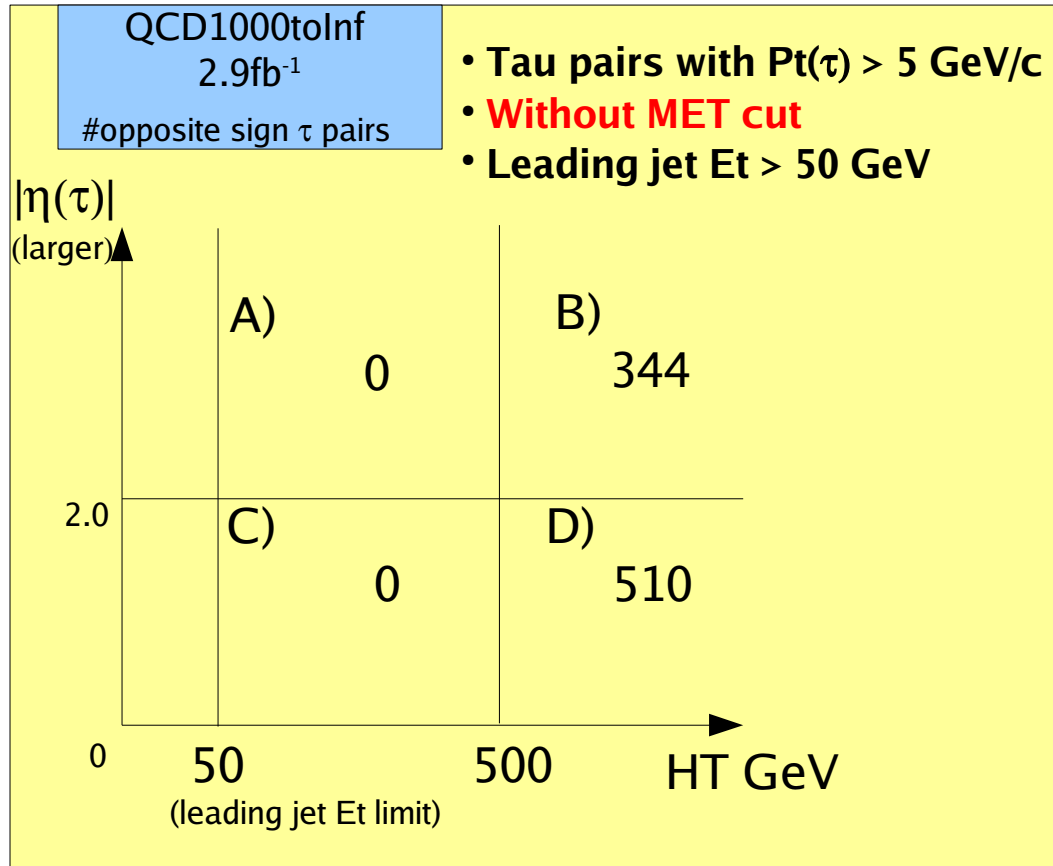 QCD1000toInf
2.9fb⁻¹
#opposite sign τ pairs
• Tau pairs with Pt(τ) > 5 GeV/c
• Without MET cut
• Leading jet Et > 50 GeV
|η(τ)|
(larger)
A)
B)
0
344
2.0
C)
D)
0
510
0
50
500
HT GeV
(leading jet Et limit)